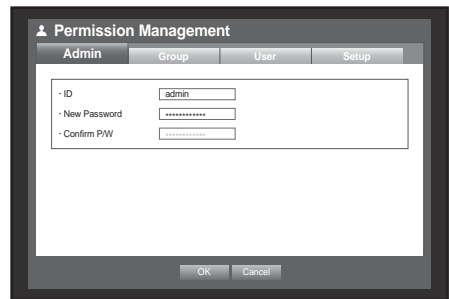 Permission Management
Admin Group User Setup
· ID admin
· New Password ************
· Confirm P/W ************
OK Cancel